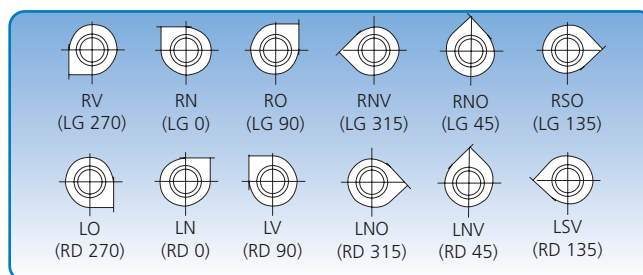 RV RN RO RNV RNO RSO
(LG 270) (LG 0) (LG 90) (LG 315) (LG 45) (LG 135)
LO LN LV LNO LNV LSV
(RD 270) (RD 0) (RD 90) (RD 315) (RD 45) (RD 135)